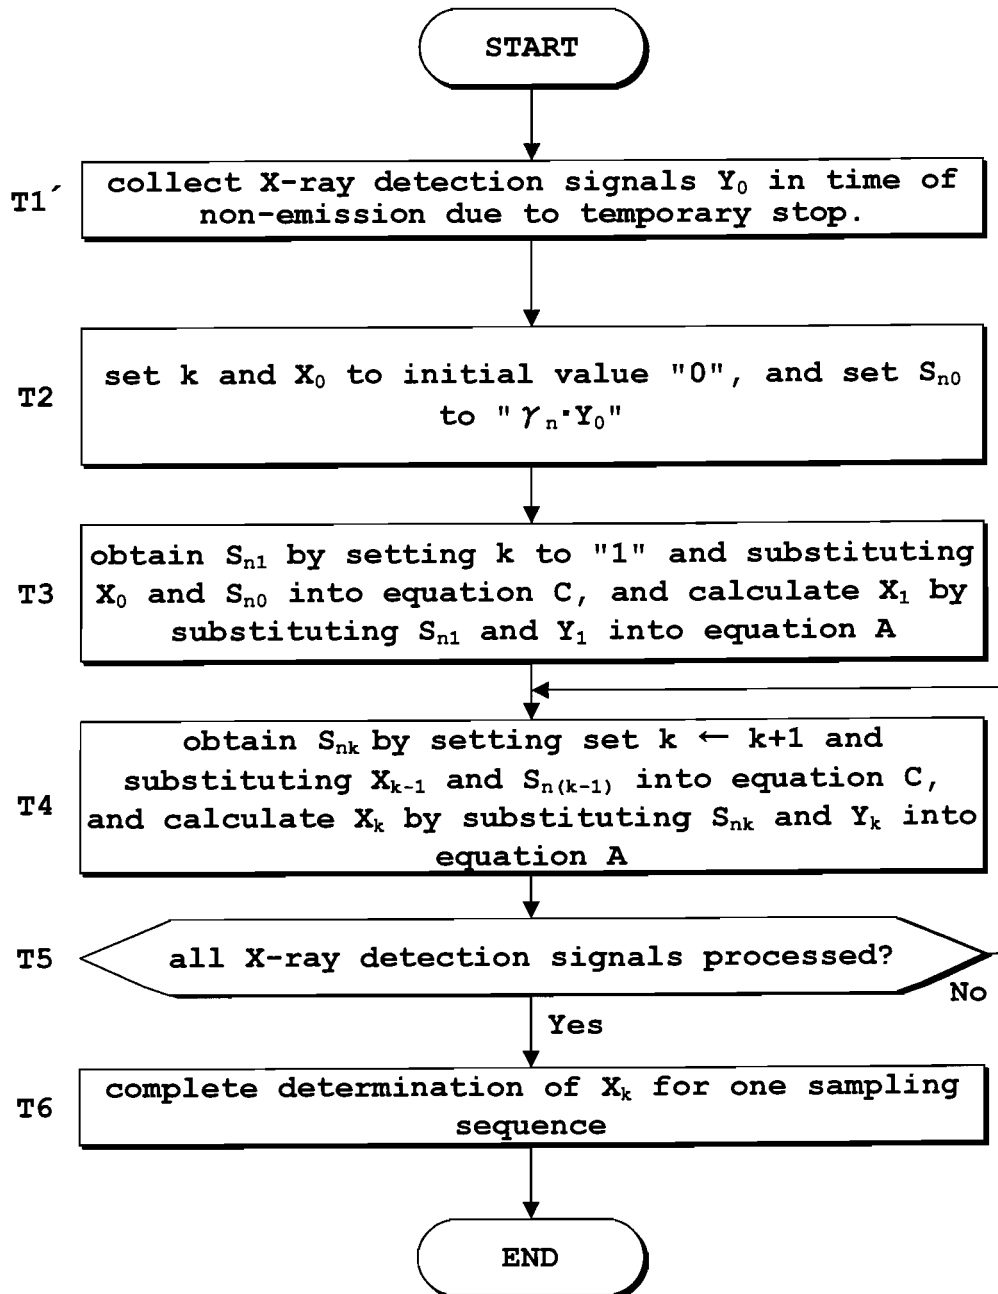 START
T1´
collect X-ray detection signals Y₀ in time of
non-emission due to temporary stop.
T2
set k and X₀ to initial value "0", and set Sₙ₀
to "γₙ·Y₀"
T3
obtain Sₙ₁ by setting k to "1" and substituting
X₀ and Sₙ₀ into equation C, and calculate X₁ by
substituting Sₙ₁ and Y₁ into equation A
T4
obtain Sₙₖ by setting set k ← k+1 and
substituting Xₖ₋₁ and Sₙ₍ₖ₋₁₎ into equation C,
and calculate Xₖ by substituting Sₙₖ and Yₖ into
equation A
T5
all X-ray detection signals processed?
No
Yes
T6
complete determination of Xₖ for one sampling
sequence
END